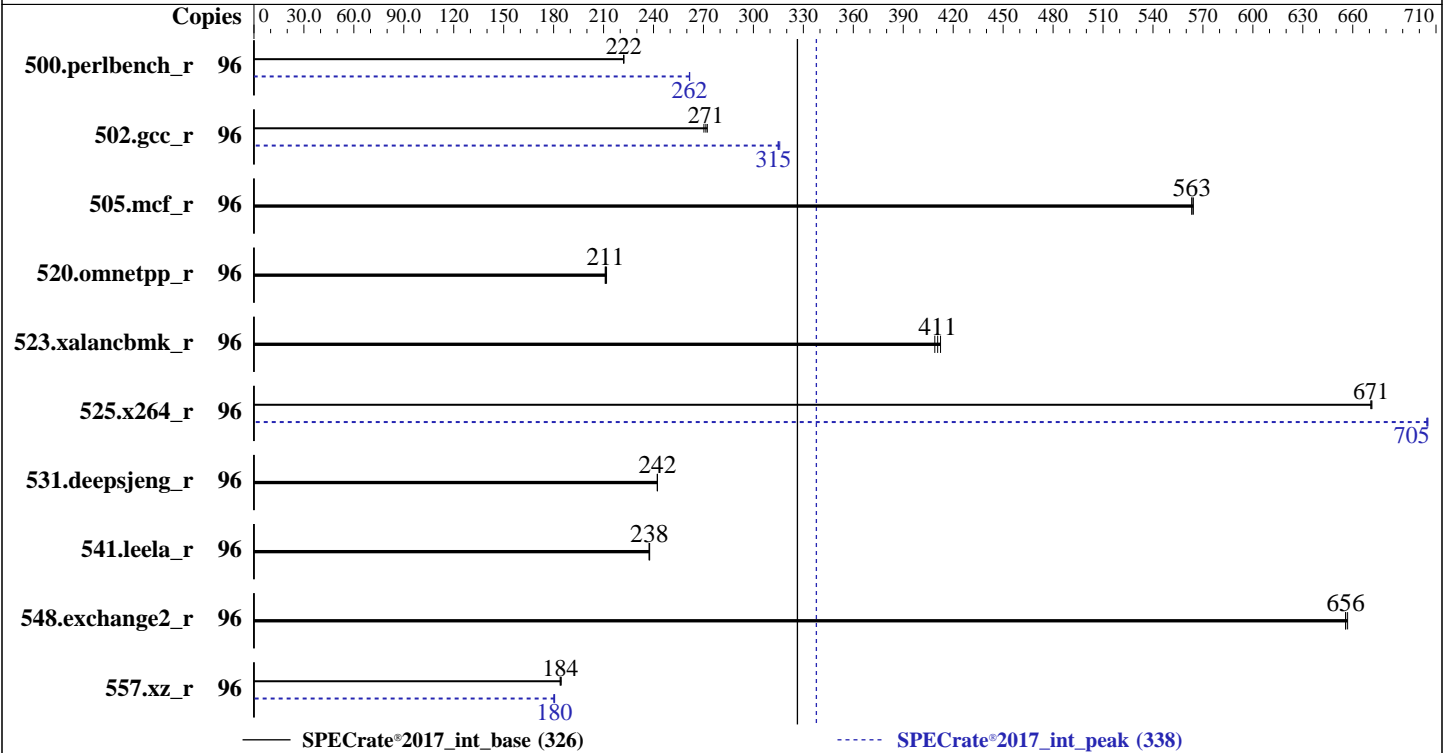 Copies 0 30.0 60.0 90.0 120 150 180 210 240 270 300 330 360 390 420 450 480 510 540 570 600 630 660 710
500.perlbench_r 96 222
262
502.gcc_r 96 271
315
505.mcf_r 96 563
520.omnetpp_r 96 211
523.xalancbmk_r 96 411
525.x264_r 96 671
705
531.deepsjeng_r 96 242
541.leela_r 96 238
548.exchange2_r 96 656
557.xz_r 96 184
180
SPECrate®2017_int_base (326) SPECrate®2017_int_peak (338)